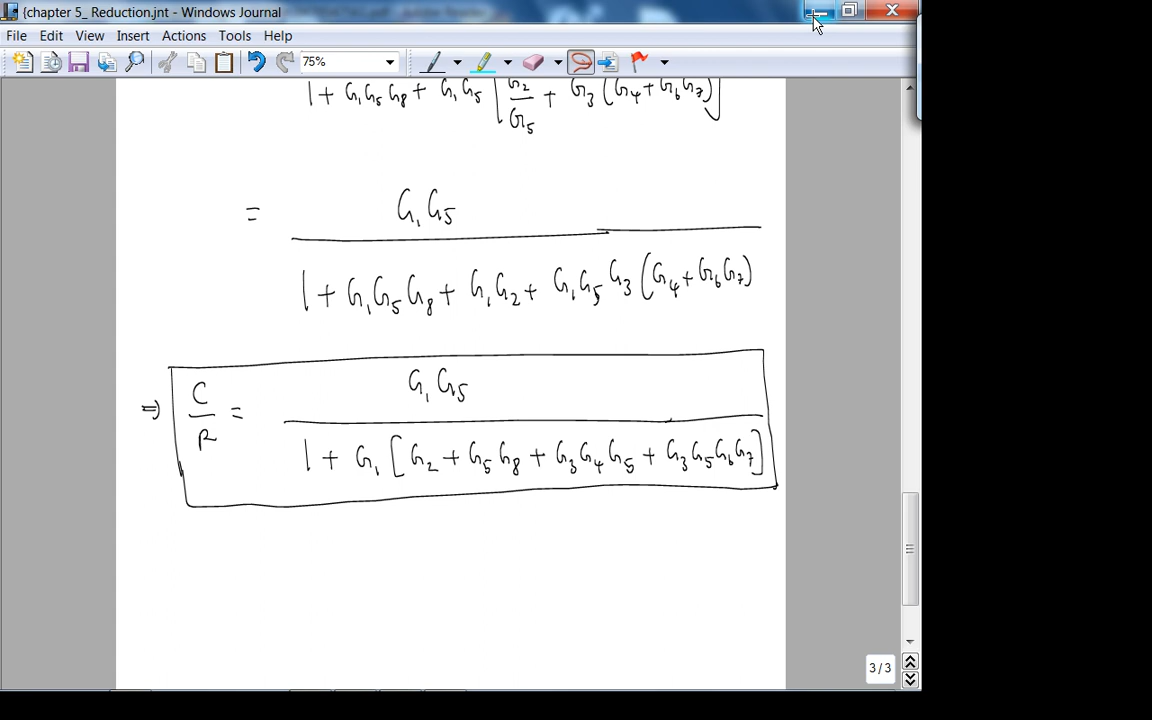 {chapter 5_ Reduction.jnt - Windows Journal
File Edit View Insert Actions Tools Help
75%
1 + G₁G₅G₈ + G₁G₅ [G₂/G₅ + G₃(G₄+G₆G₇)]
= G₁G₅
1 + G₁G₅G₈ + G₁G₂ + G₁G₅G₃(G₄+G₆G₇)
⇒ C/R = G₁G₅
1 + G₁[G₂ + G₅G₈ + G₃G₄G₅ + G₃G₅G₆G₇]
3 / 3